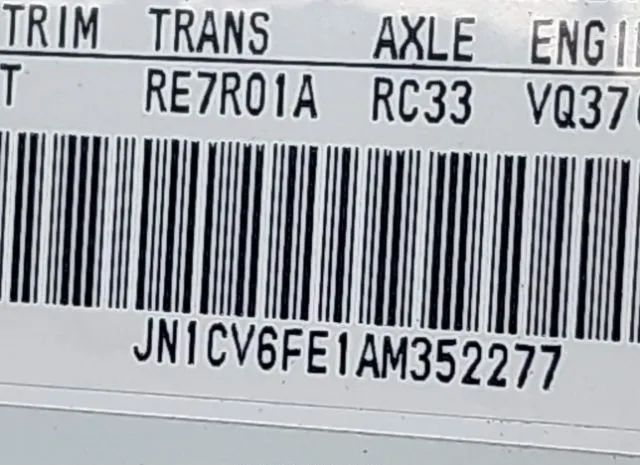 TRIM TRANS AXLE ENGI
T RE7R01A RC33 VQ37
JN1CV6FE1AM352277